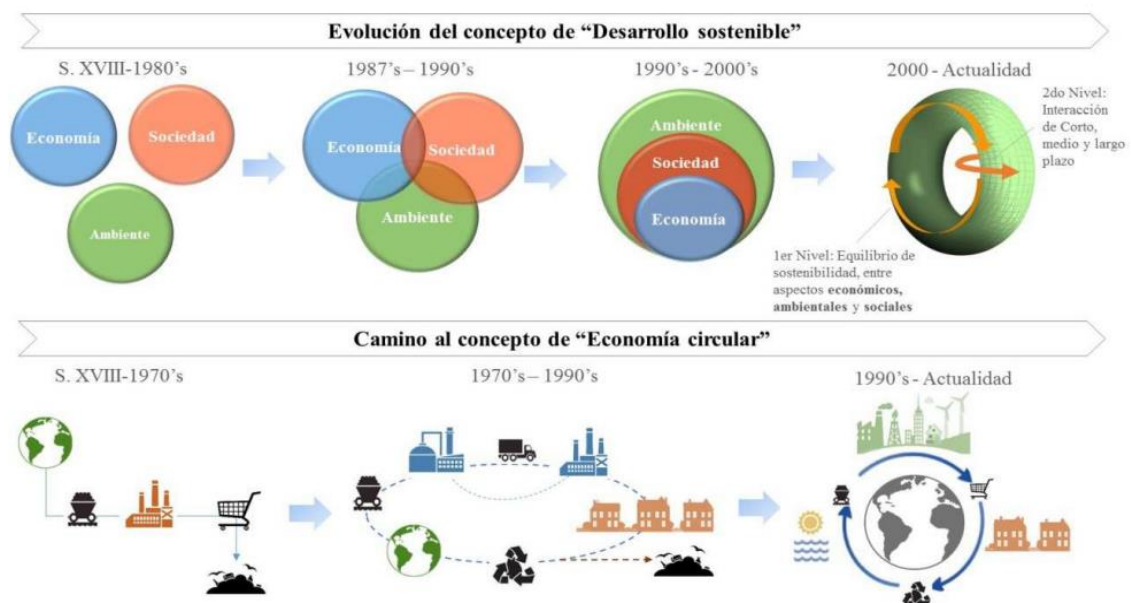 Evolución del concepto de “Desarrollo sostenible”
S. XVIII-1980’s
1987’s – 1990’s
1990’s - 2000’s
2000 - Actualidad
Economía
Sociedad
Ambiente
Economía
Sociedad
Ambiente
Ambiente
Sociedad
Economía
2do Nivel:
Interacción
de Corto,
medio y largo
plazo
1er Nivel: Equilibrio de
sostenibilidad, entre
aspectos económicos,
ambientales y sociales
Camino al concepto de “Economía circular”
S. XVIII-1970’s
1970’s – 1990’s
1990’s - Actualidad